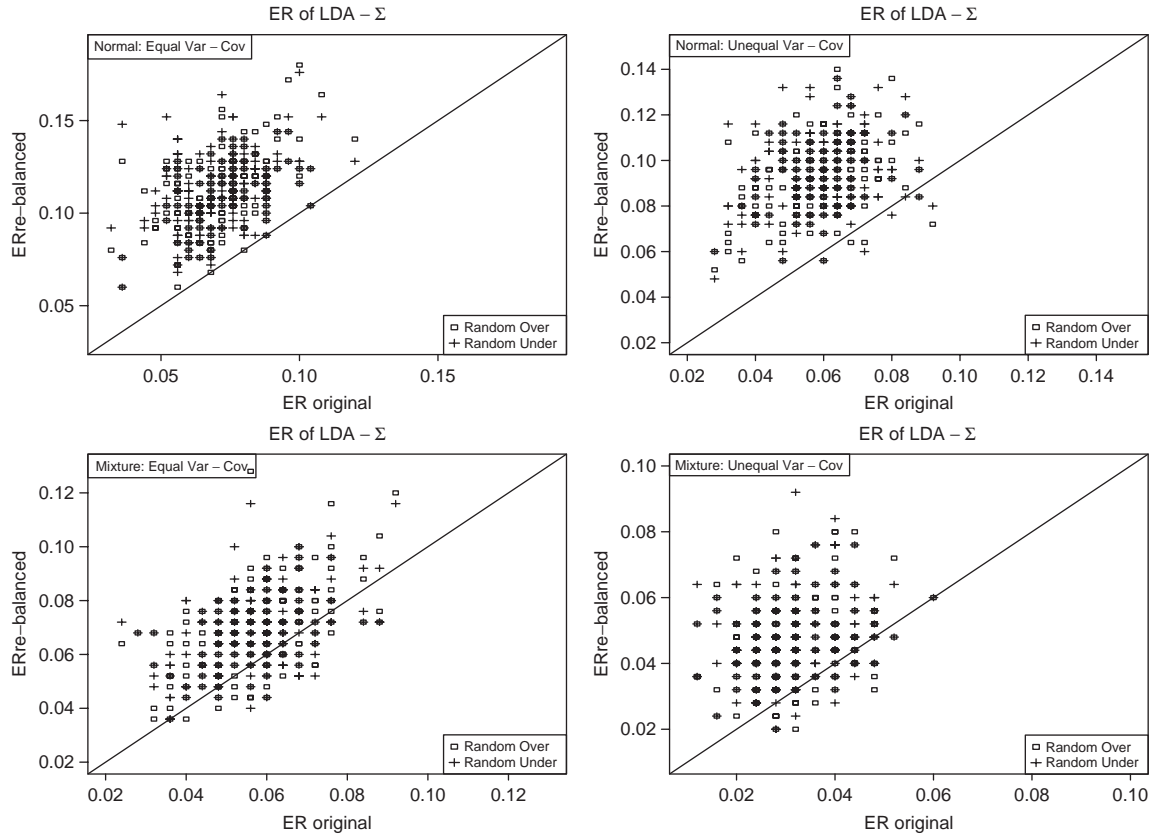 ER of LDA – Σ
Normal: Equal Var – Cov
ERre–balanced
0.15
0.10
0.05
Random Over
Random Under
0.05 0.10 0.15
ER original
ER of LDA – Σ
Normal: Unequal Var – Cov
ERre–balanced
0.14
0.12
0.10
0.08
0.06
0.04
0.02
Random Over
Random Under
0.02 0.04 0.06 0.08 0.10 0.12 0.14
ER original
ER of LDA – Σ
Mixture: Equal Var – Cov
ERre–balanced
0.12
0.10
0.08
0.06
0.04
0.02
Random Over
Random Under
0.02 0.04 0.06 0.08 0.10 0.12
ER original
ER of LDA – Σ
Mixture: Unequal Var – Cov
ERre–balanced
0.10
0.08
0.06
0.04
0.02
Random Over
Random Under
0.02 0.04 0.06 0.08 0.10
ER original